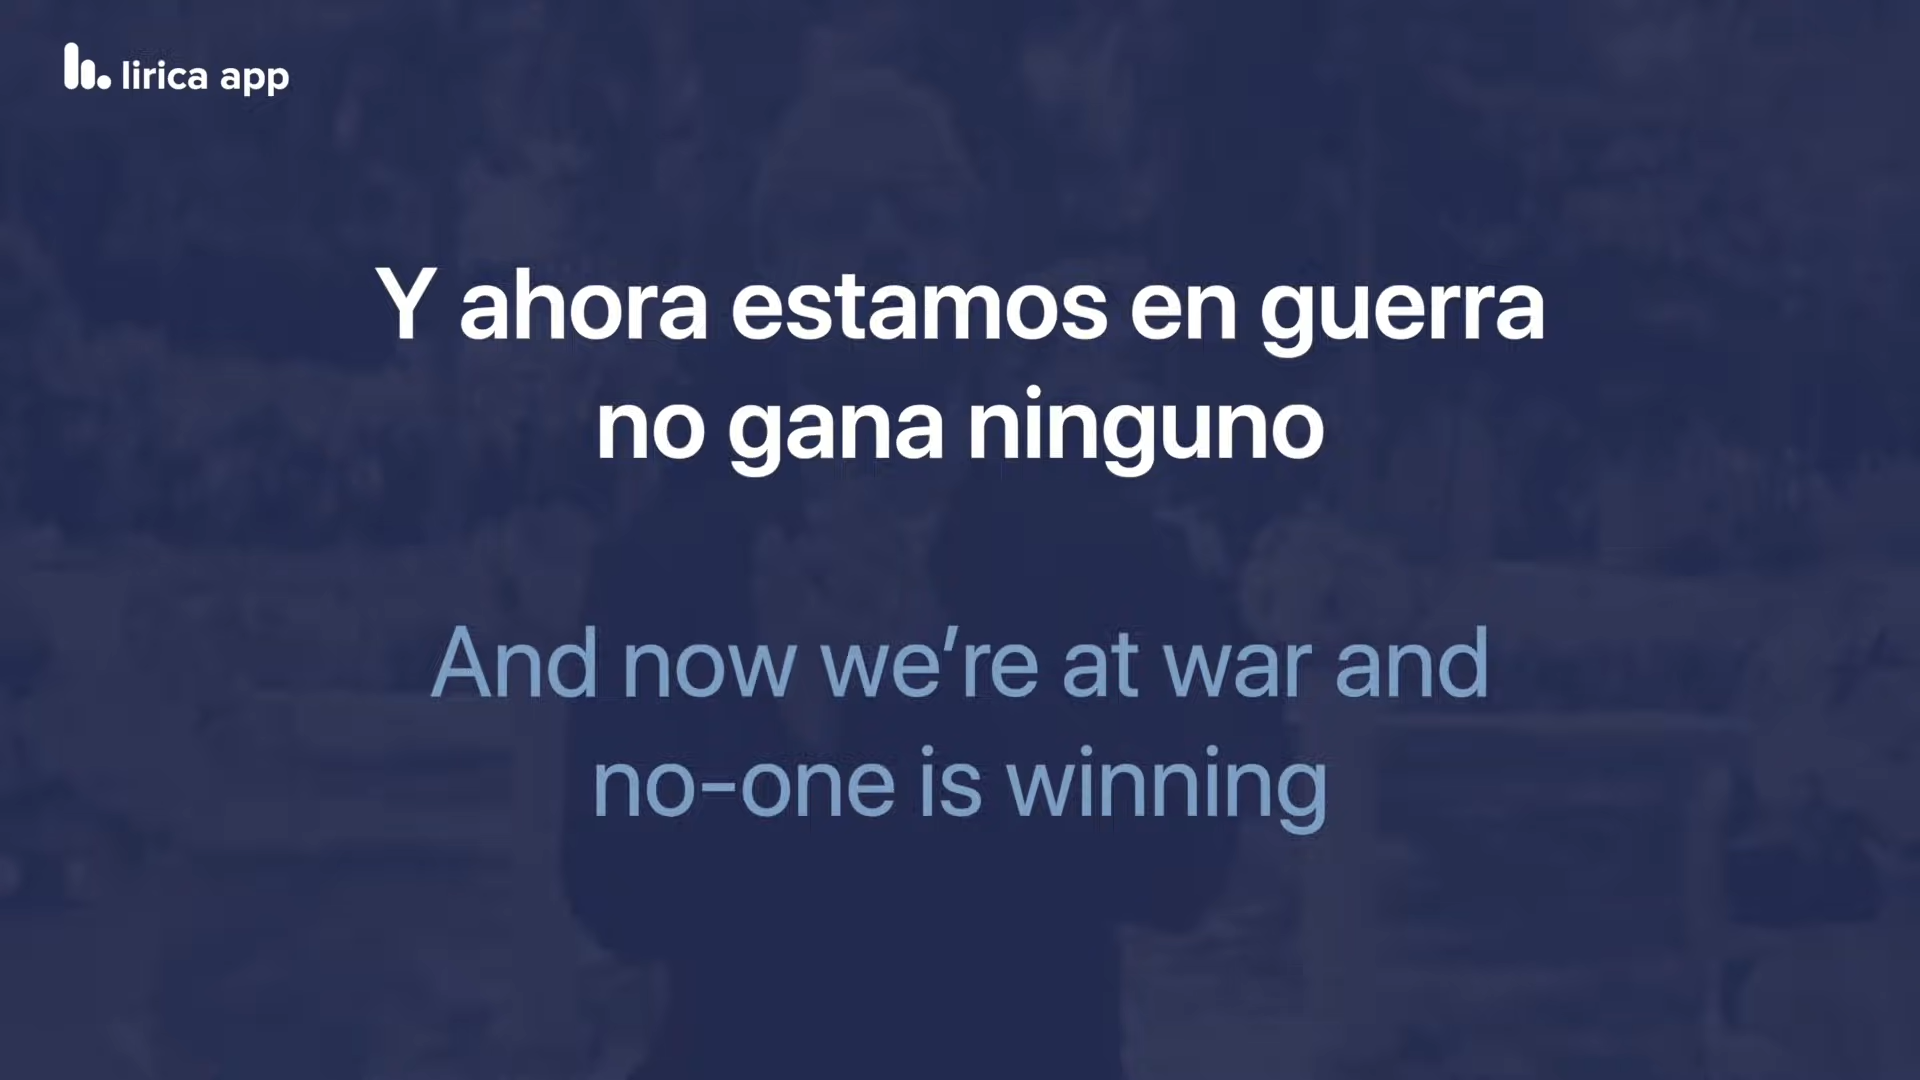 lirica app
Y ahora estamos en guerra
no gana ninguno
And now we’re at war and
no-one is winning